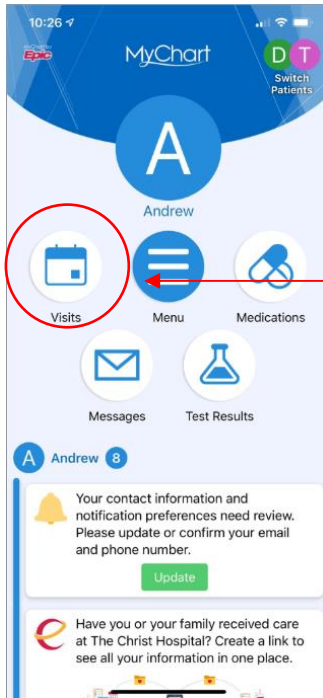 10:26
Epic
MyChart
D T
Switch
Patients
A
Andrew
Visits
Menu
Medications
Messages
Test Results
A Andrew 8
Your contact information and
notification preferences need review.
Please update or confirm your email
and phone number.
Update
Have you or your family received care
at The Christ Hospital? Create a link to
see all your information in one place.